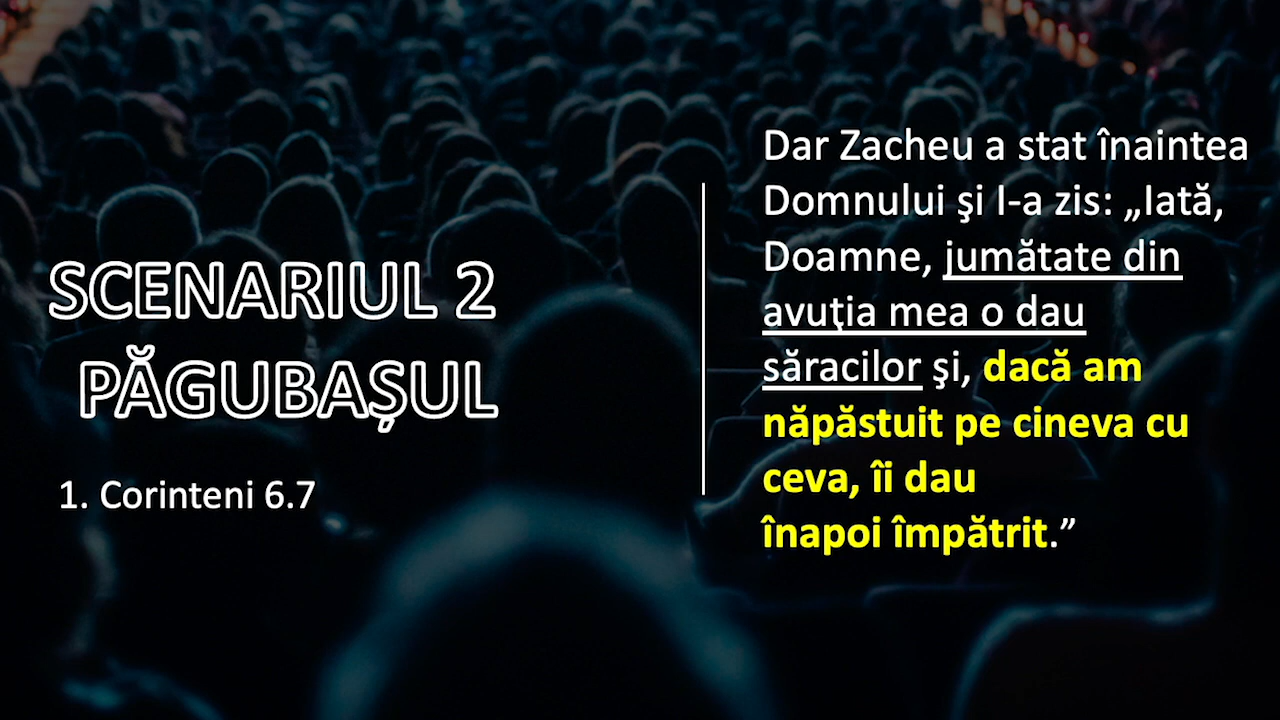 SCENARIUL 2
PĂGUBAŞUL
1. Corinteni 6.7
Dar Zacheu a stat înaintea
Domnului şi I-a zis: „Iată,
Doamne, jumătate din
avuţia mea o dau
săracilor şi, dacă am
năpăstuit pe cineva cu
ceva, îi dau
înapoi împătrit.”